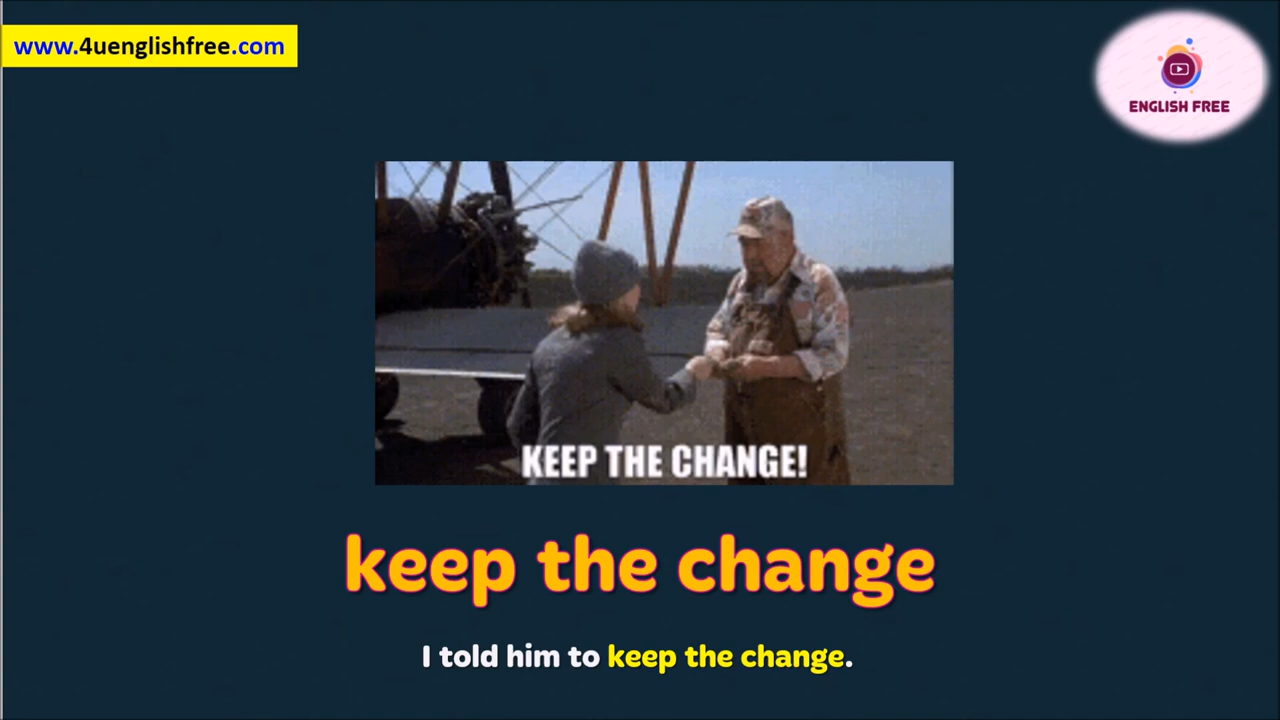 www.4uenglishfree.com
ENGLISH FREE
KEEP THE CHANGE!
keep the change
I told him to keep the change.